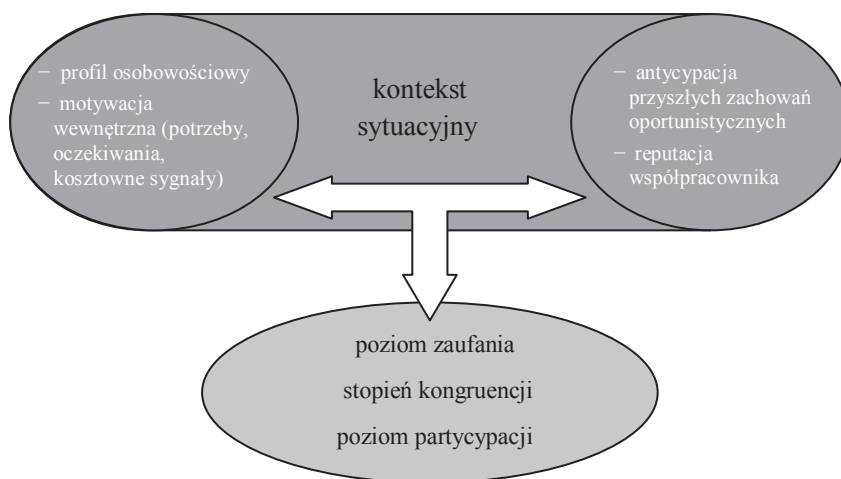 − profil osobowościowy
− motywacja
wewnętrzna (potrzeby,
oczekiwania,
kosztowne sygnały)
kontekst
sytuacyjny
− antycypacja
przyszłych zachowań
oportunistycznych
− reputacja
współpracownika
poziom zaufania
stopień kongruencji
poziom partycypacji